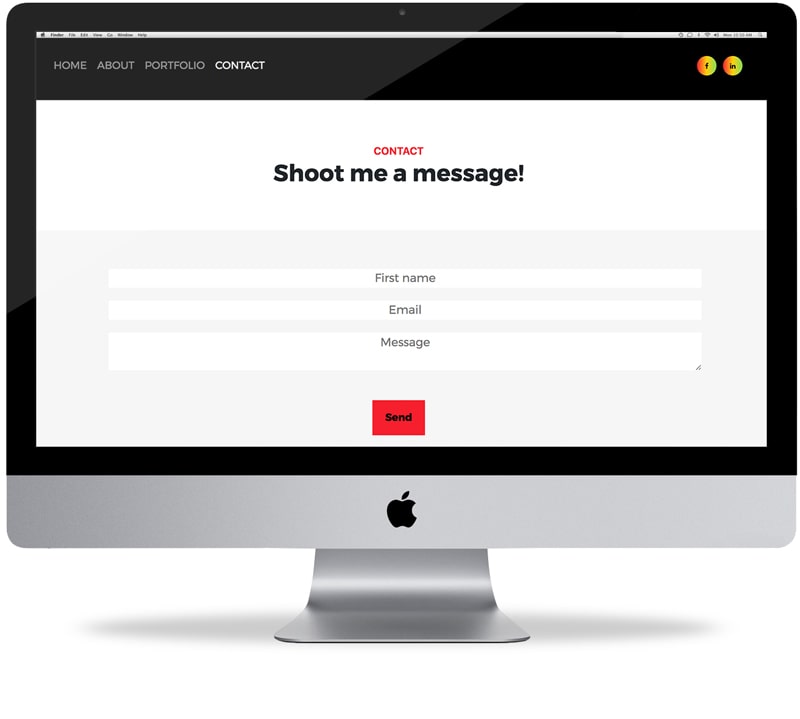 Finder File Edit View Go Window Help
HOME ABOUT PORTFOLIO CONTACT f in
CONTACT
Shoot me a message!
First name
Email
Message
Send